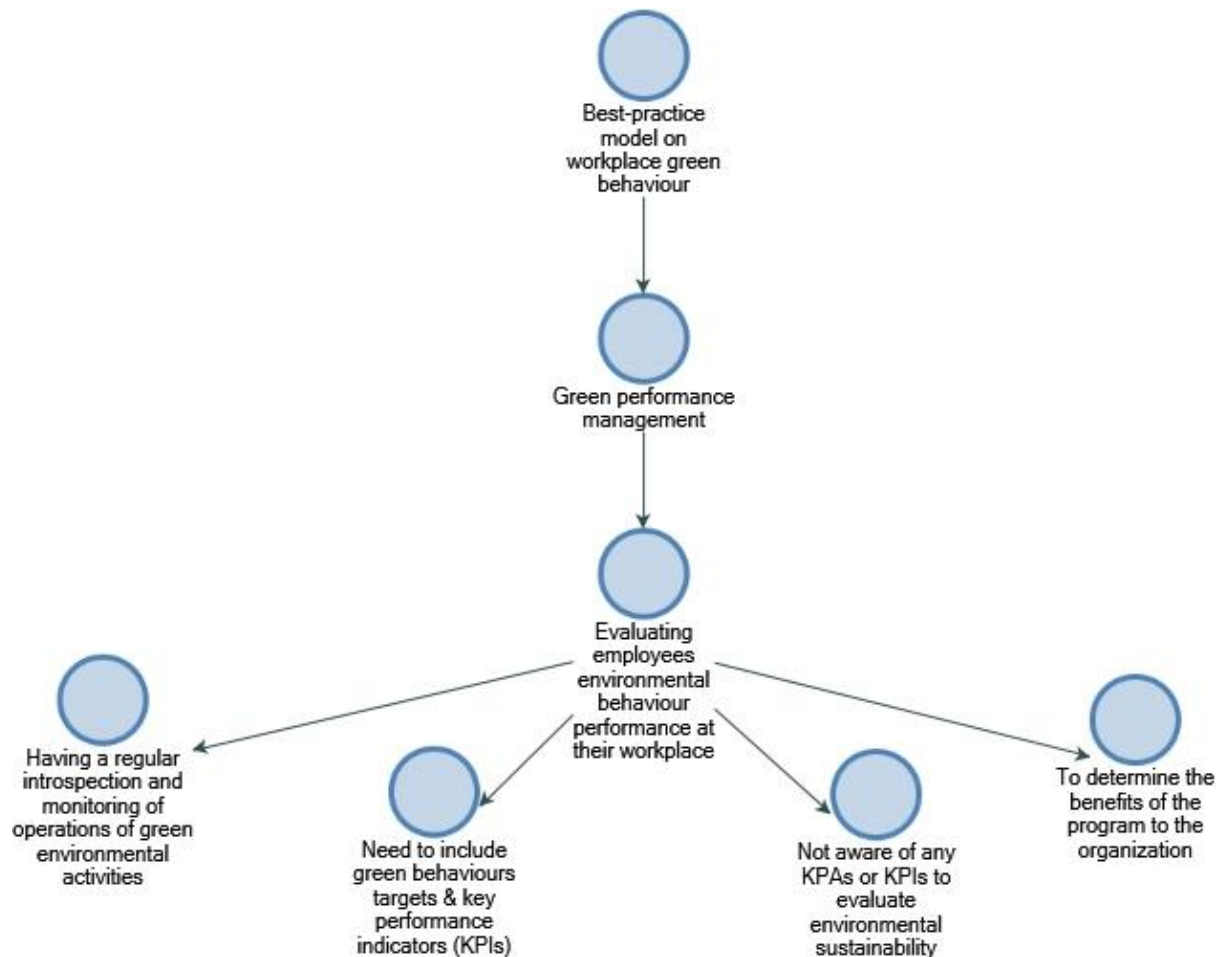 Best-practice
model on
workplace green
behaviour
Green performance
management
Evaluating
employees
environmental
behaviour
performance at
their workplace
Having a regular
introspection and
monitoring of
operations of green
environmental
activities
Need to include
green behaviours
targets & key
performance
indicators (KPIs)
Not aware of any
KPAs or KPIs to
evaluate
environmental
sustainability
To determine the
benefits of the
program to the
organization